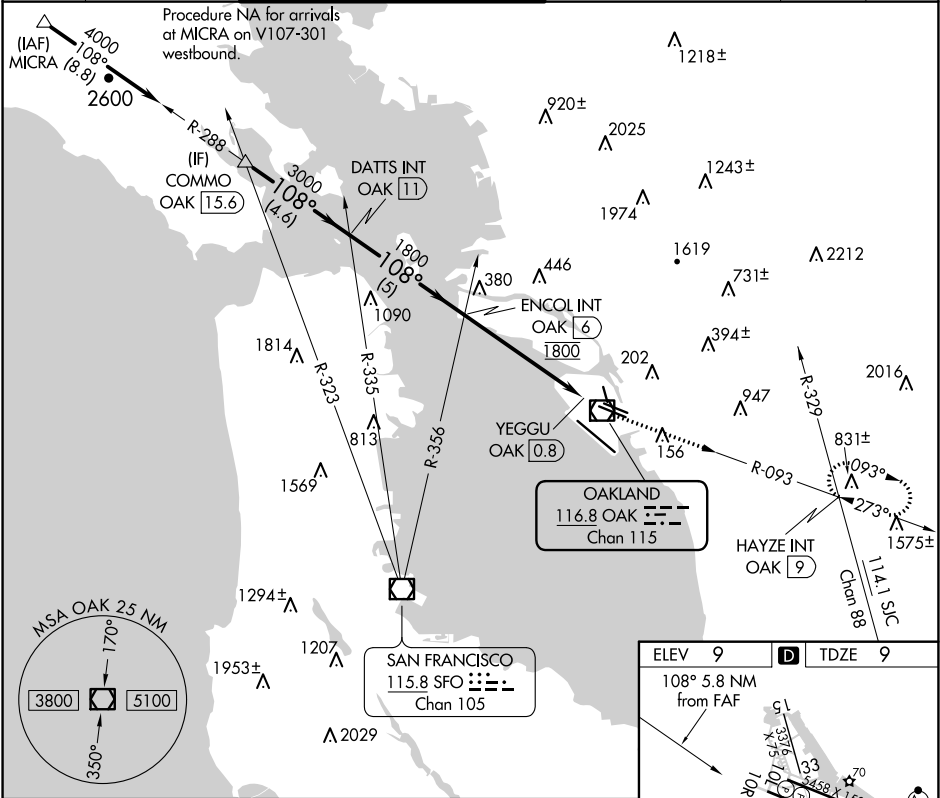 Procedure NA for arrivals
at MICRA on V107-301
westbound.
(IAF)
MICRA
4000
108°
(8.8)
2600
R-288
(IF)
COMMO
OAK 15.6
3000
108°
(4.6)
DATTS INT
OAK 11
1800
108°
(5)
ENCOL INT
OAK 6
1800
1218±
920±
2025
1243±
1974
1619
2212
731±
380
446
394±
1090
1814
R-323
R-335
R-356
813
1569
202
947
2016
YEGGU
OAK 0.8
156
R-093
R-329
831±
093°
273°
1575±
HAYZE INT
OAK 9
114.1 SJC
Chan 88
OAKLAND
116.8 OAK
Chan 115
SAN FRANCISCO
115.8 SFO
Chan 105
1294±
1207
1953±
2029
MSA OAK 25 NM
170°
3800
5100
350°
ELEV 9
D
TDZE 9
108° 5.8 NM
from FAF
15
3376
X 75
33
10L
10R
70
5458 X 15
P